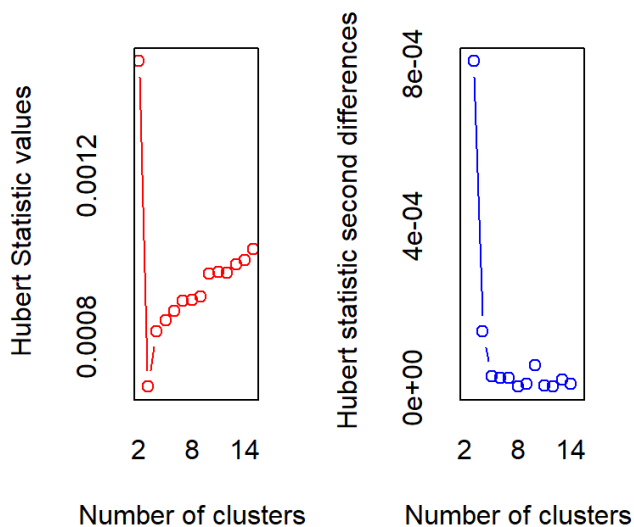 Hubert Statistic values
0.0008
0.0012
2
8
14
Number of clusters
Hubert statistic second differences
0e+00
4e-04
8e-04
2
8
14
Number of clusters